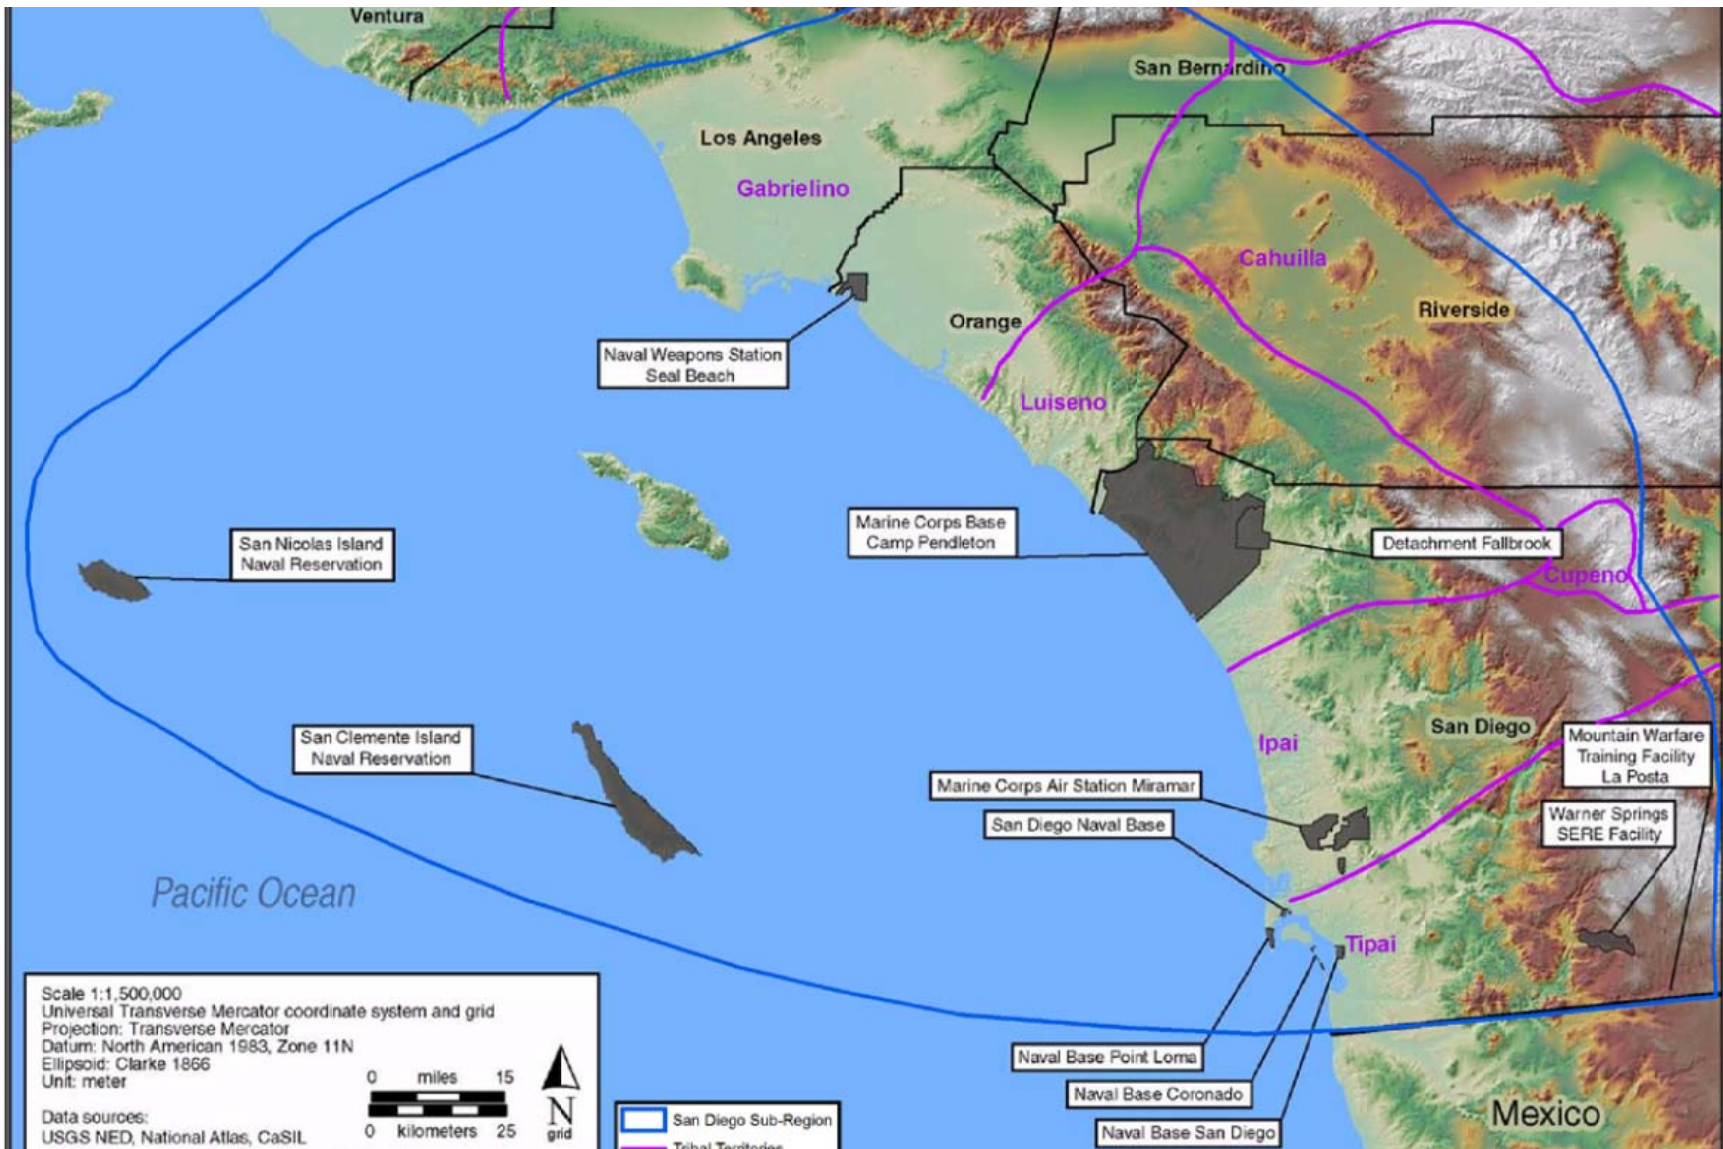 Ventura
San Bernardino
Los Angeles
Gabrielino
Cahuilla
Riverside
Orange
Naval Weapons Station
Seal Beach
Luiseno
Marine Corps Base
Camp Pendleton
Detachment Fallbrook
San Nicolas Island
Naval Reservation
Cupeno
San Diego
Ipai
Mountain Warfare
Training Facility
La Posta
San Clemente Island
Naval Reservation
Marine Corps Air Station Miramar
San Diego Naval Base
Warner Springs
SERE Facility
Pacific Ocean
Tipai
Scale 1:1,500,000
Universal Transverse Mercator coordinate system and grid
Projection: Transverse Mercator
Datum: North American 1983, Zone 11N
Ellipsoid: Clarke 1866
Unit: meter
0 miles 15
0 kilometers 25
N
grid
Data sources:
USGS NED, National Atlas, CaSIL
Naval Base Point Loma
Naval Base Coronado
Naval Base San Diego
Mexico
San Diego Sub-Region
Tribal Territories